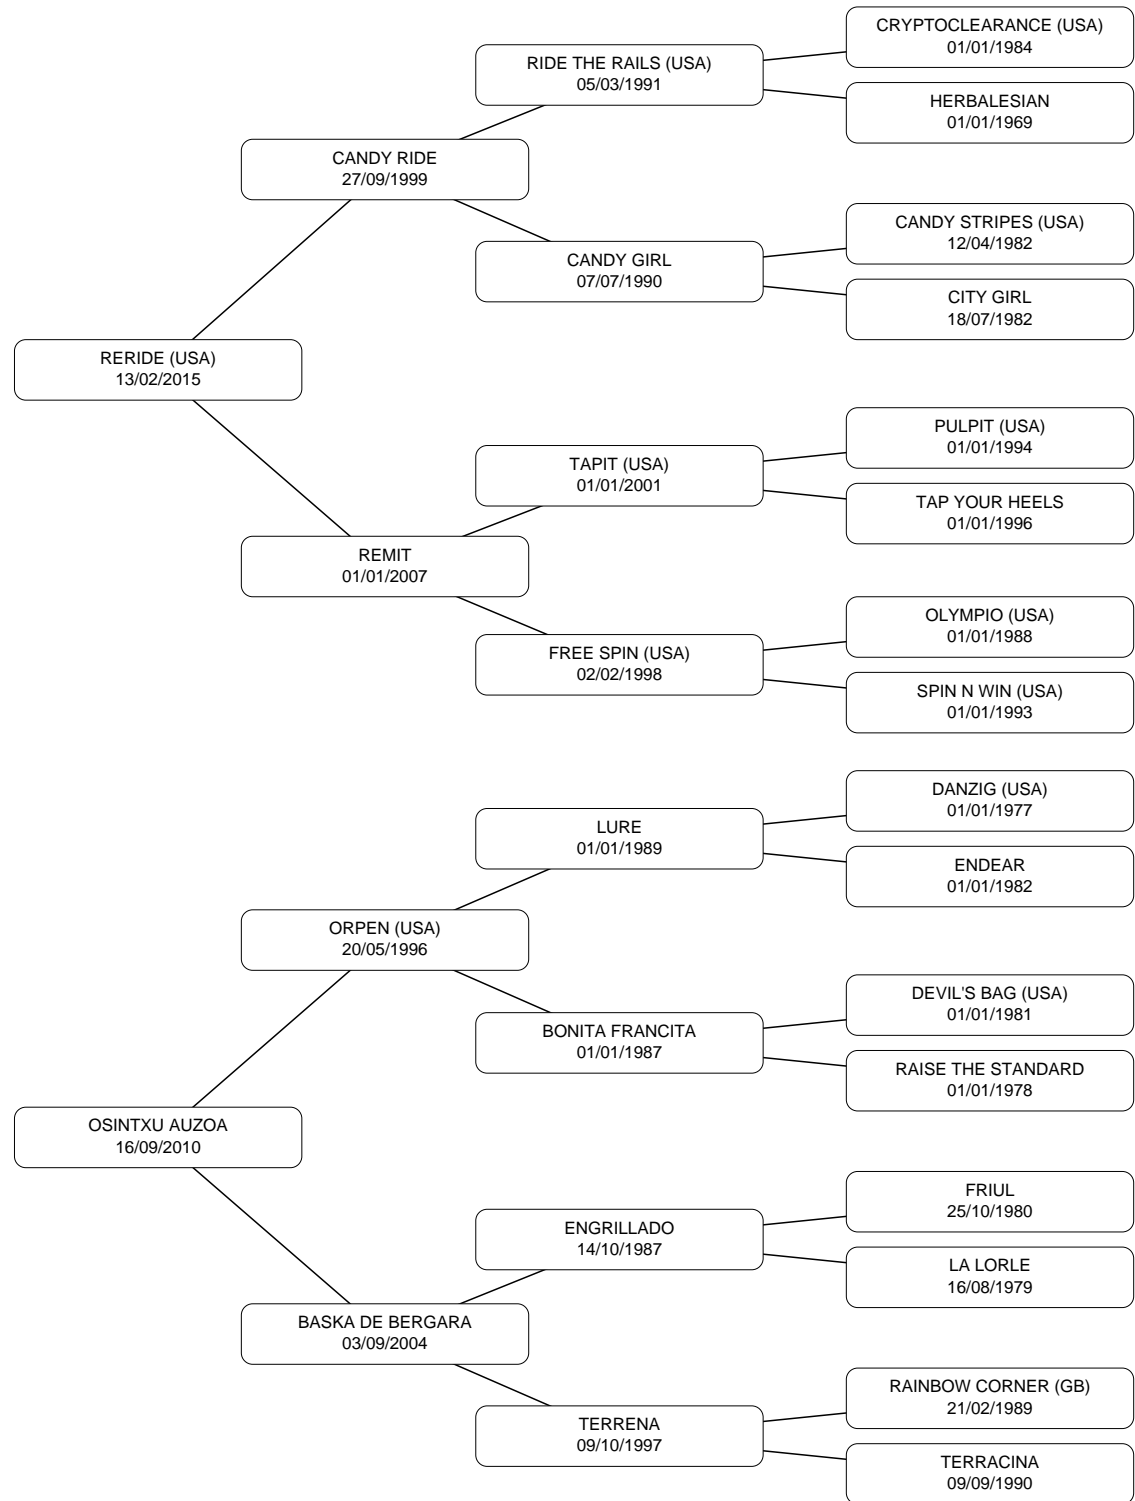 CRYPTOCLEARANCE (USA)
01/01/1984
RIDE THE RAILS (USA)
05/03/1991
HERBALESIAN
01/01/1969
CANDY RIDE
27/09/1999
CANDY STRIPES (USA)
12/04/1982
CANDY GIRL
07/07/1990
CITY GIRL
18/07/1982
RERIDE (USA)
13/02/2015
PULPIT (USA)
01/01/1994
TAPIT (USA)
01/01/2001
TAP YOUR HEELS
01/01/1996
REMIT
01/01/2007
OLYMPIO (USA)
01/01/1988
FREE SPIN (USA)
02/02/1998
SPIN N WIN (USA)
01/01/1993
DANZIG (USA)
01/01/1977
LURE
01/01/1989
ENDEAR
01/01/1982
ORPEN (USA)
20/05/1996
DEVIL'S BAG (USA)
01/01/1981
BONITA FRANCITA
01/01/1987
RAISE THE STANDARD
01/01/1978
OSINTXU AUZOA
16/09/2010
FRIUL
25/10/1980
ENGRILLADO
14/10/1987
LA LORLE
16/08/1979
BASKA DE BERGARA
03/09/2004
RAINBOW CORNER (GB)
21/02/1989
TERRENA
09/10/1997
TERRACINA
09/09/1990